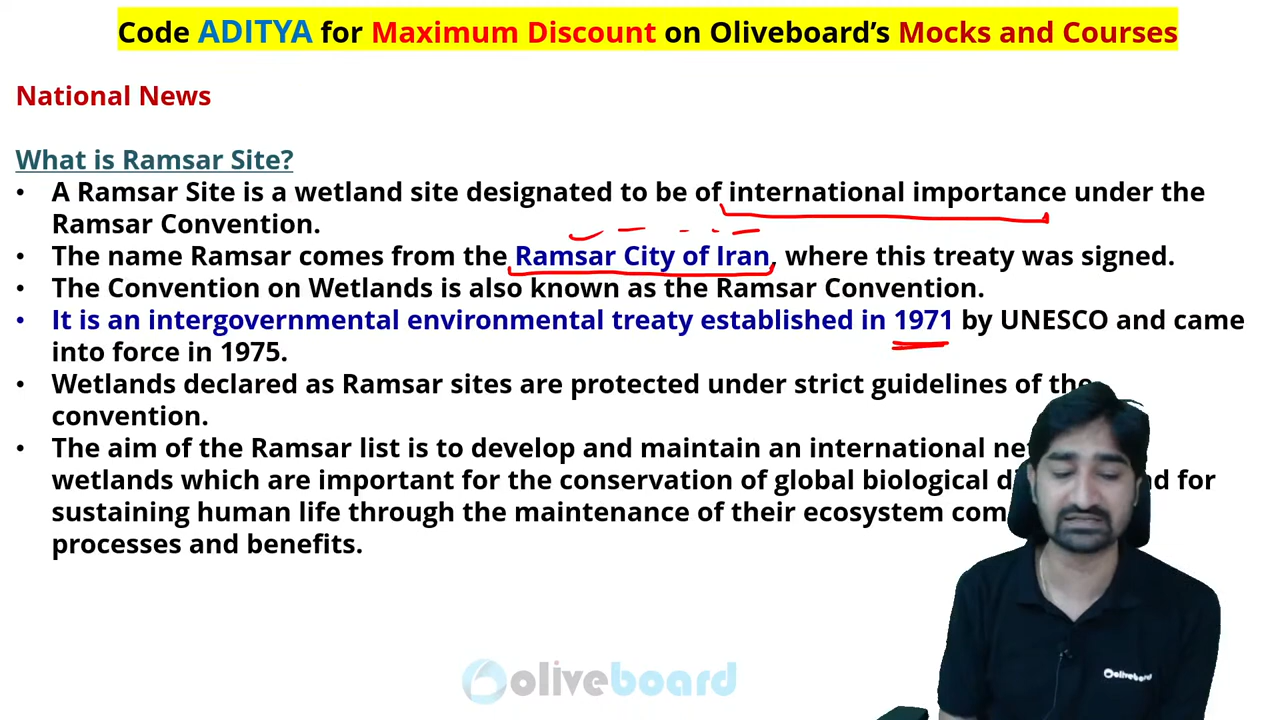 Code ADITYA for Maximum Discount on Oliveboard’s Mocks and Courses
National News
What is Ramsar Site?
• A Ramsar Site is a wetland site designated to be of international importance under the
Ramsar Convention.
• The name Ramsar comes from the Ramsar City of Iran, where this treaty was signed.
• The Convention on Wetlands is also known as the Ramsar Convention.
• It is an intergovernmental environmental treaty established in 1971 by UNESCO and came
into force in 1975.
• Wetlands declared as Ramsar sites are protected under strict guidelines of the
convention.
• The aim of the Ramsar list is to develop and maintain an international
wetlands which are important for the conservation of global biological for
sustaining human life through the maintenance of their ecosystem
processes and benefits.
oliveboard
oliveboard